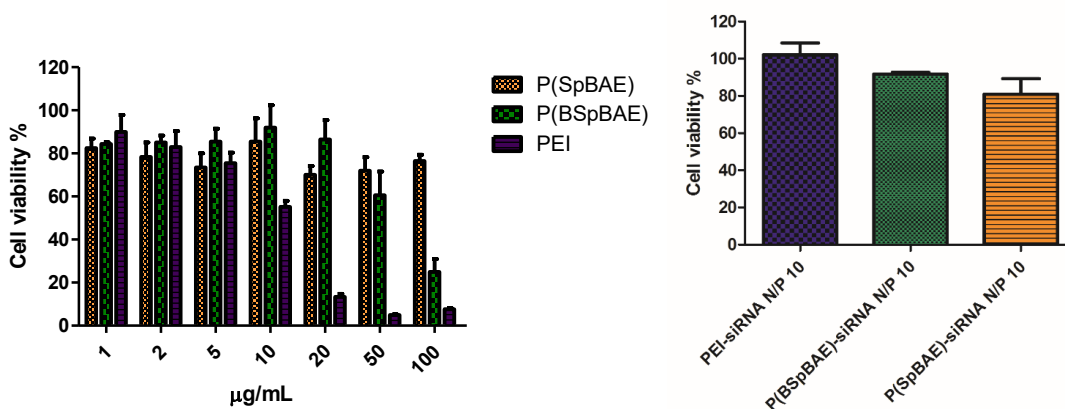 Cell viability %
120
100
80
60
40
20
0
1
2
5
10
20
50
100
µg/mL
P(SpBAE)
P(BSpBAE)
PEI
Cell viability %
120
100
80
60
40
20
0
PEI-siRNA N/P 10
P(BSpBAE)-siRNA N/P 10
P(SpBAE)-siRNA N/P 10